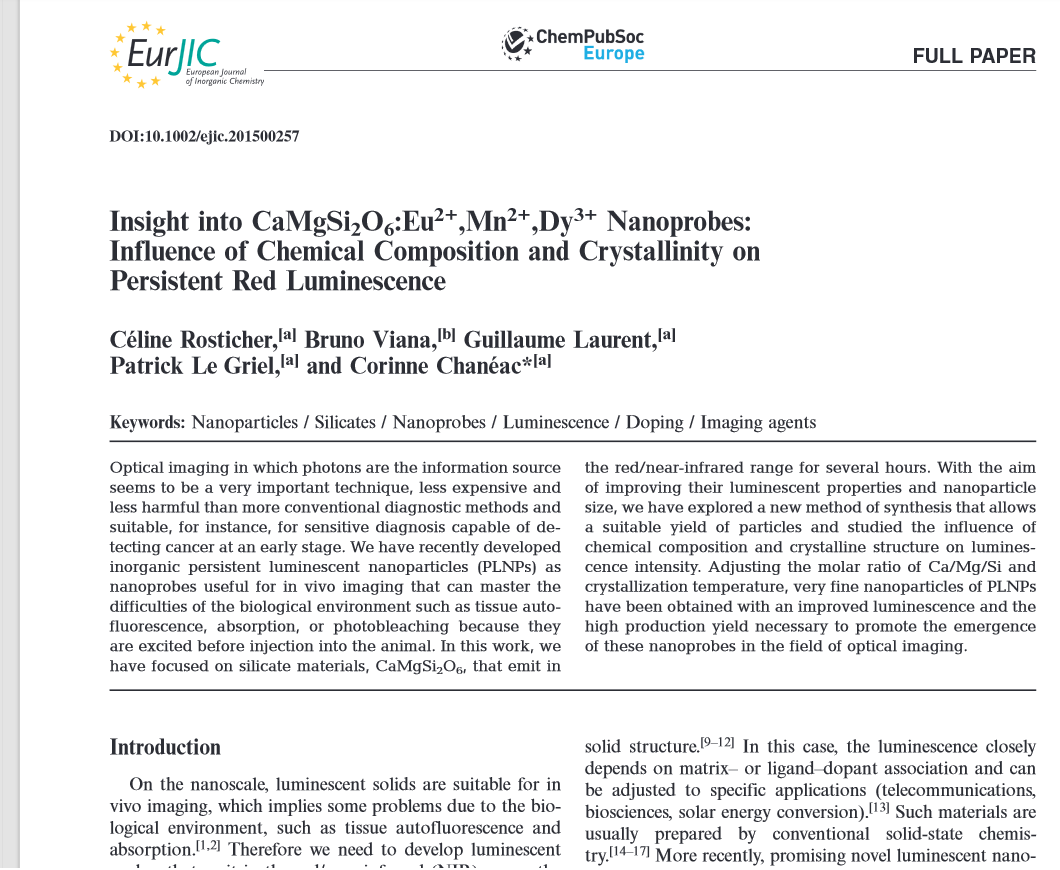 EurJIC
European Journal
of Inorganic Chemistry
ChemPubSoc
Europe
FULL PAPER
DOI:10.1002/ejic.201500257
Insight into CaMgSi₂O₆:Eu²⁺,Mn²⁺,Dy³⁺ Nanoprobes:
Influence of Chemical Composition and Crystallinity on
Persistent Red Luminescence
Céline Rosticher,[a] Bruno Viana,[b] Guillaume Laurent,[a]
Patrick Le Griel,[a] and Corinne Chanéac*[a]
Keywords: Nanoparticles / Silicates / Nanoprobes / Luminescence / Doping / Imaging agents
Optical imaging in which photons are the information source
seems to be a very important technique, less expensive and
less harmful than more conventional diagnostic methods and
suitable, for instance, for sensitive diagnosis capable of de-
tecting cancer at an early stage. We have recently developed
inorganic persistent luminescent nanoparticles (PLNPs) as
nanoprobes useful for in vivo imaging that can master the
difficulties of the biological environment such as tissue auto-
fluorescence, absorption, or photobleaching because they
are excited before injection into the animal. In this work, we
have focused on silicate materials, CaMgSi₂O₆, that emit in
the red/near-infrared range for several hours. With the aim
of improving their luminescent properties and nanoparticle
size, we have explored a new method of synthesis that allows
a suitable yield of particles and studied the influence of
chemical composition and crystalline structure on lumines-
cence intensity. Adjusting the molar ratio of Ca/Mg/Si and
crystallization temperature, very fine nanoparticles of PLNPs
have been obtained with an improved luminescence and the
high production yield necessary to promote the emergence
of these nanoprobes in the field of optical imaging.
Introduction
On the nanoscale, luminescent solids are suitable for in
vivo imaging, which implies some problems due to the bio-
logical environment, such as tissue autofluorescence and
absorption.[1,2] Therefore we need to develop luminescent
solid structure.[9–12] In this case, the luminescence closely
depends on matrix– or ligand–dopant association and can
be adjusted to specific applications (telecommunications,
biosciences, solar energy conversion).[13] Such materials are
usually prepared by conventional solid-state chemis-
try.[14–17] More recently, promising novel luminescent nano-